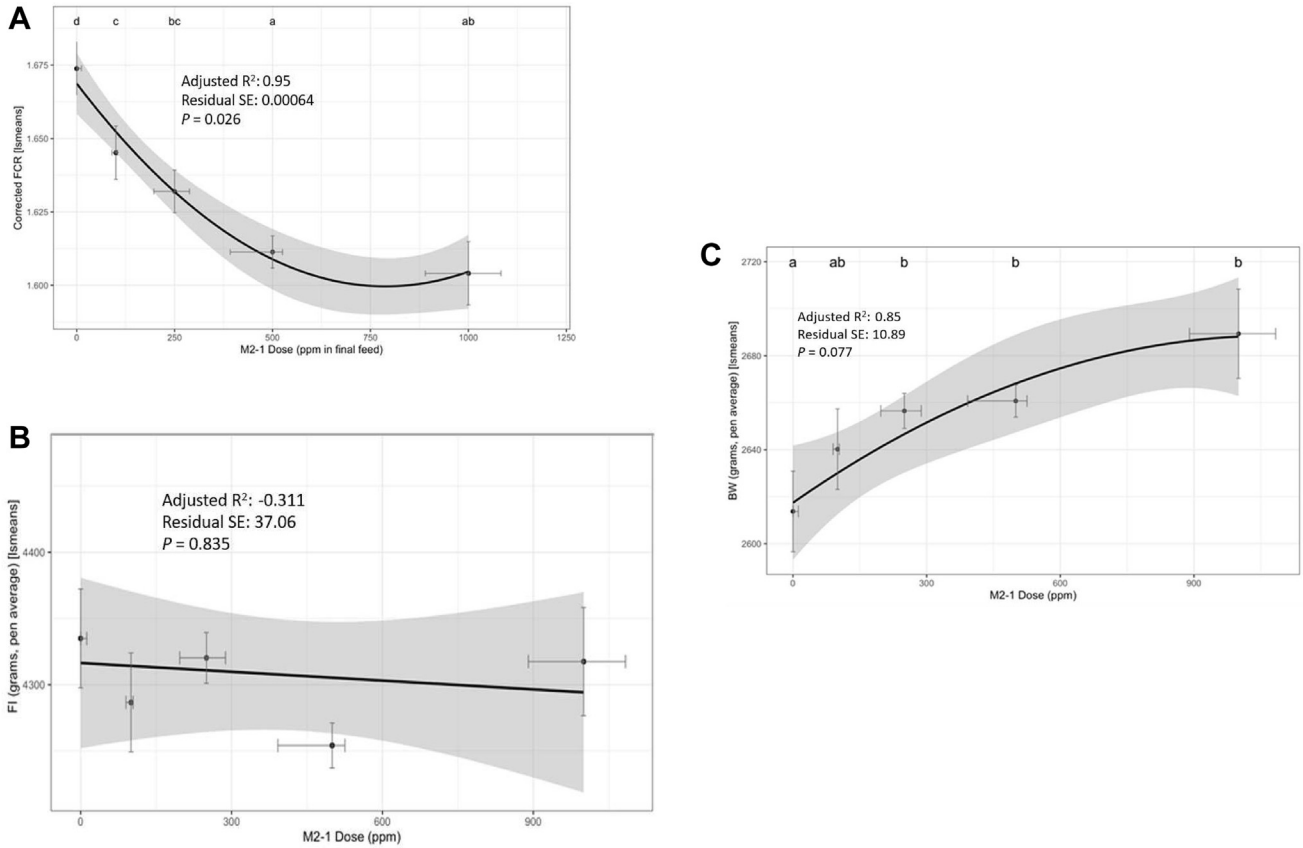 A
d c bc a ab
Adjusted R²: 0.95
Residual SE: 0.00064
P = 0.026
Corrected FCR [lsmeans]
1.675
1.650
1.625
1.600
0 250 500 750 1000 1250
M2-1 Dose (ppm in final feed)
B
Adjusted R²: -0.311
Residual SE: 37.06
P = 0.835
FI (grams, pen average) [lsmeans]
4400
4300
0 300 600 900
M2-1 Dose (ppm)
C
a ab b b b
Adjusted R²: 0.85
Residual SE: 10.89
P = 0.077
BW (grams, pen average) [lsmeans]
2720
2680
2640
2600
0 300 600 900
M2-1 Dose (ppm)